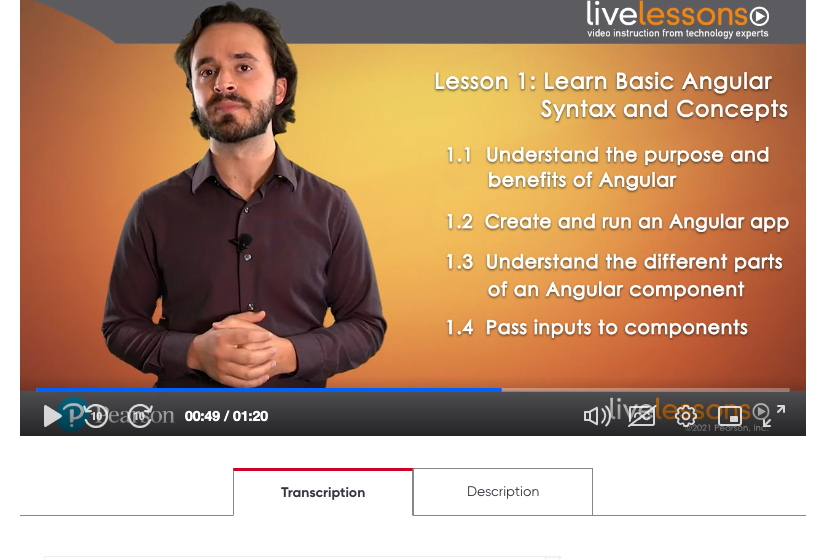 livelessons
video instruction from technology experts
Lesson 1: Learn Basic Angular
Syntax and Concepts
1.1 Understand the purpose and
benefits of Angular
1.2 Create and run an Angular app
1.3 Understand the different parts
of an Angular component
1.4 Pass inputs to components
10 Pearson 10 00:49 / 01:20 livelessons
©2021 Pearson, Inc.
Transcription Description